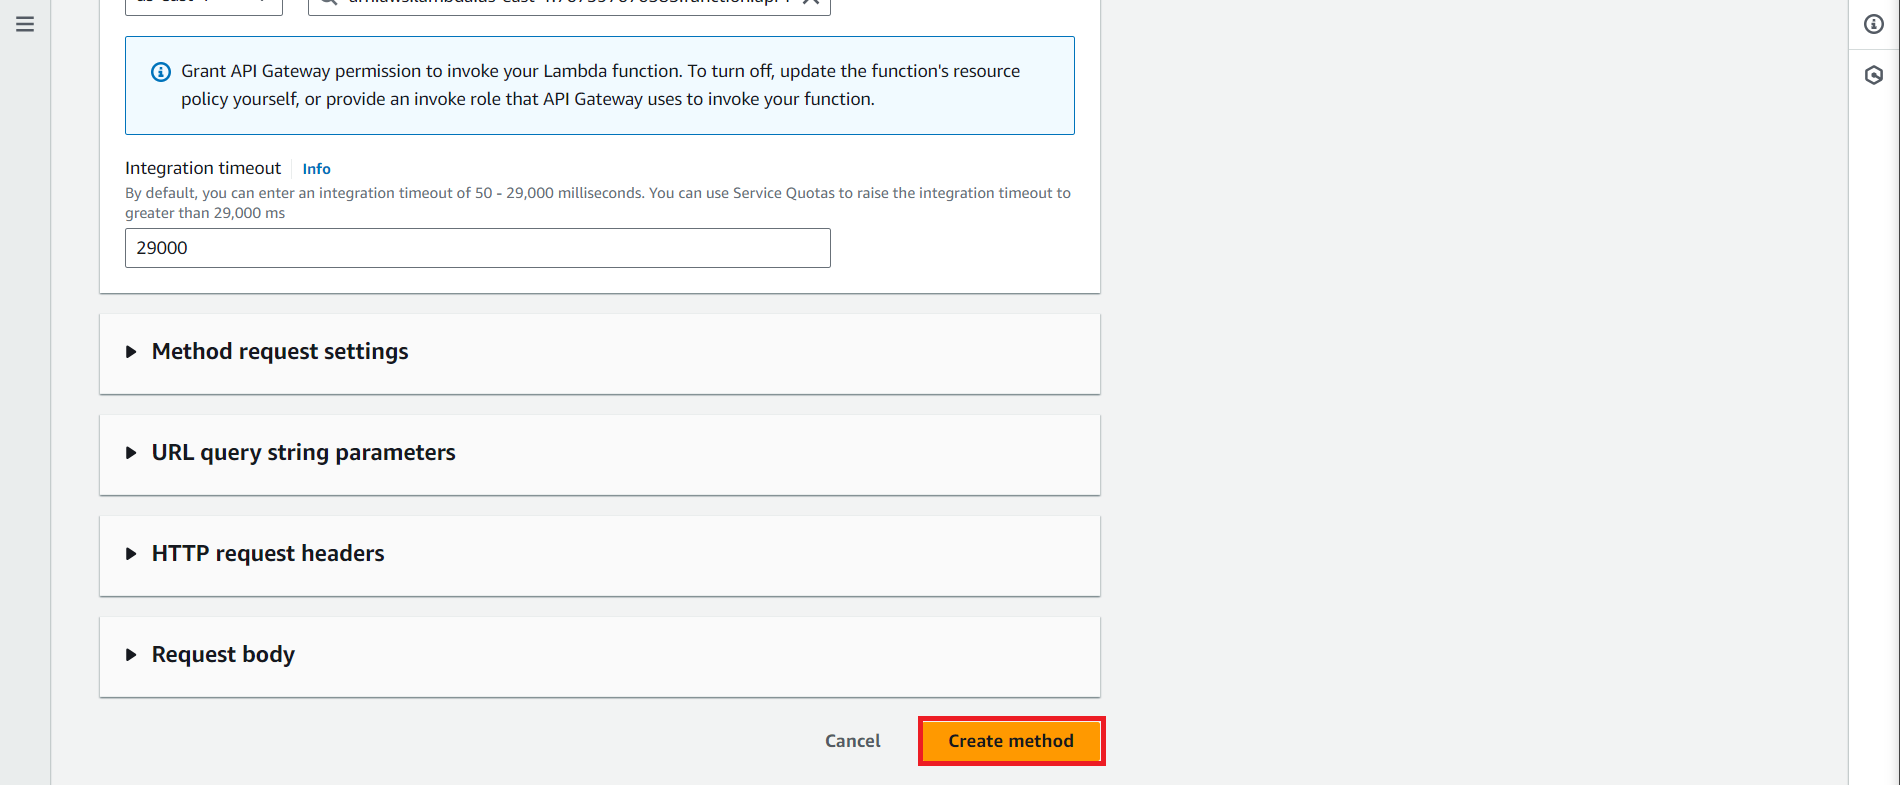 Grant API Gateway permission to invoke your Lambda function. To turn off, update the function's resource
policy yourself, or provide an invoke role that API Gateway uses to invoke your function.
Integration timeout Info
By default, you can enter an integration timeout of 50 - 29,000 milliseconds. You can use Service Quotas to raise the integration timeout to
greater than 29,000 ms
29000
Method request settings
URL query string parameters
HTTP request headers
Request body
Cancel Create method